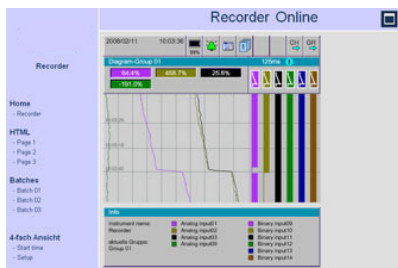 Recorder Online
Recorder
Home
- Recorder
HTML
- Page 1
- Page 2
- Page 3
Batches
- Batch 01
- Batch 02
- Batch 03
4-fach Ansicht
- Start time
- Setup
2008/02/11 10:03:36
99%
CH
GR
Diagram-Group 01 125ms
64.4% 458.7% 25.8%
-191.0%
Info
Instrument name:
Recorder
aktuelle Gruppe:
Group 01
Analog input01
Analog input02
Analog input03
Analog input05
Binary input09
Binary input10
Binary input11
Binary input12
Binary input13
Binary input14